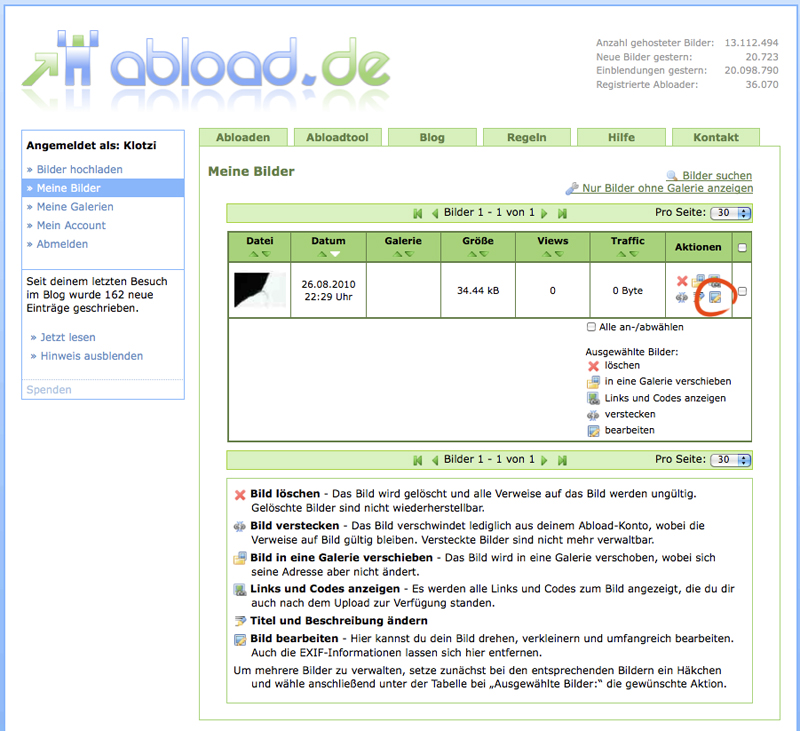 abload.de
Anzahl gehosteter Bilder: 13.112.494
Neue Bilder gestern: 20.723
Einblendungen gestern: 20.098.790
Registrierte Abloader: 36.070
Angemeldet als: Klotzi
» Bilder hochladen
» Meine Bilder
» Meine Galerien
» Mein Account
» Abmelden
Seit deinem letzten Besuch
im Blog wurde 162 neue
Einträge geschrieben.
» Jetzt lesen
» Hinweis ausblenden
Spenden
Abloaden Abloadtool Blog Regeln Hilfe Kontakt
Meine Bilder
Bilder suchen
Nur Bilder ohne Galerie anzeigen
Bilder 1 - 1 von 1 Pro Seite: 30
Datei Datum Galerie Größe Views Traffic Aktionen
26.08.2010
22:29 Uhr
34.44 kB 0 0 Byte
Alle an-/abwählen
Ausgewählte Bilder:
löschen
in eine Galerie verschieben
Links und Codes anzeigen
verstecken
bearbeiten
Bilder 1 - 1 von 1 Pro Seite: 30
Bild löschen - Das Bild wird gelöscht und alle Verweise auf das Bild werden ungültig.
Gelöschte Bilder sind nicht wiederherstellbar.
Bild verstecken - Das Bild verschwindet lediglich aus deinem Abload-Konto, wobei die
Verweise auf Bild gültig bleiben. Versteckte Bilder sind nicht mehr verwaltbar.
Bild in eine Galerie verschieben - Das Bild wird in eine Galerie verschoben, wobei sich
seine Adresse aber nicht ändert.
Links und Codes anzeigen - Es werden alle Links und Codes zum Bild angezeigt, die du dir
auch nach dem Upload zur Verfügung standen.
Titel und Beschreibung ändern
Bild bearbeiten - Hier kannst du dein Bild drehen, verkleinern und umfangreich bearbeiten.
Auch die EXIF-Informationen lassen sich hier entfernen.
Um mehrere Bilder zu verwalten, setze zunächst bei den entsprechenden Bildern ein Häkchen
und wähle anschließend unter der Tabelle bei „Ausgewählte Bilder:“ die gewünschte Aktion.